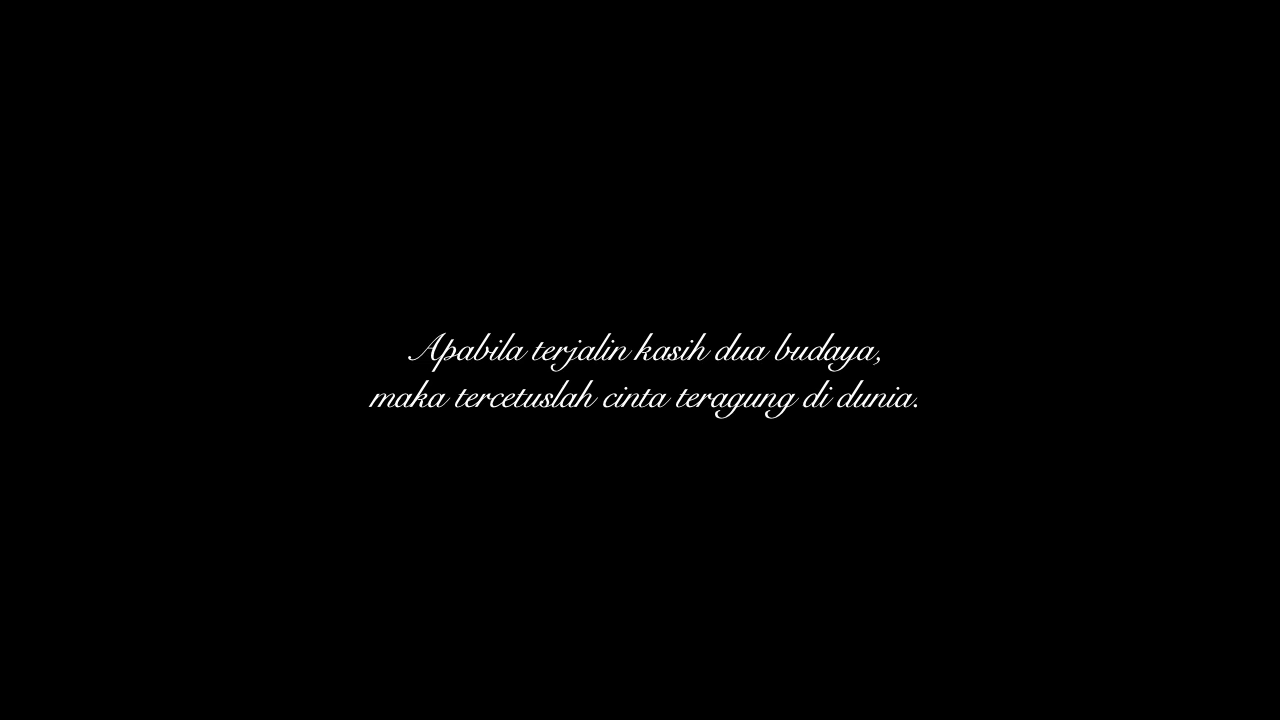 Apabila terjalin kasih dua budaya,
maka tercetuslah cinta teragung di dunia.